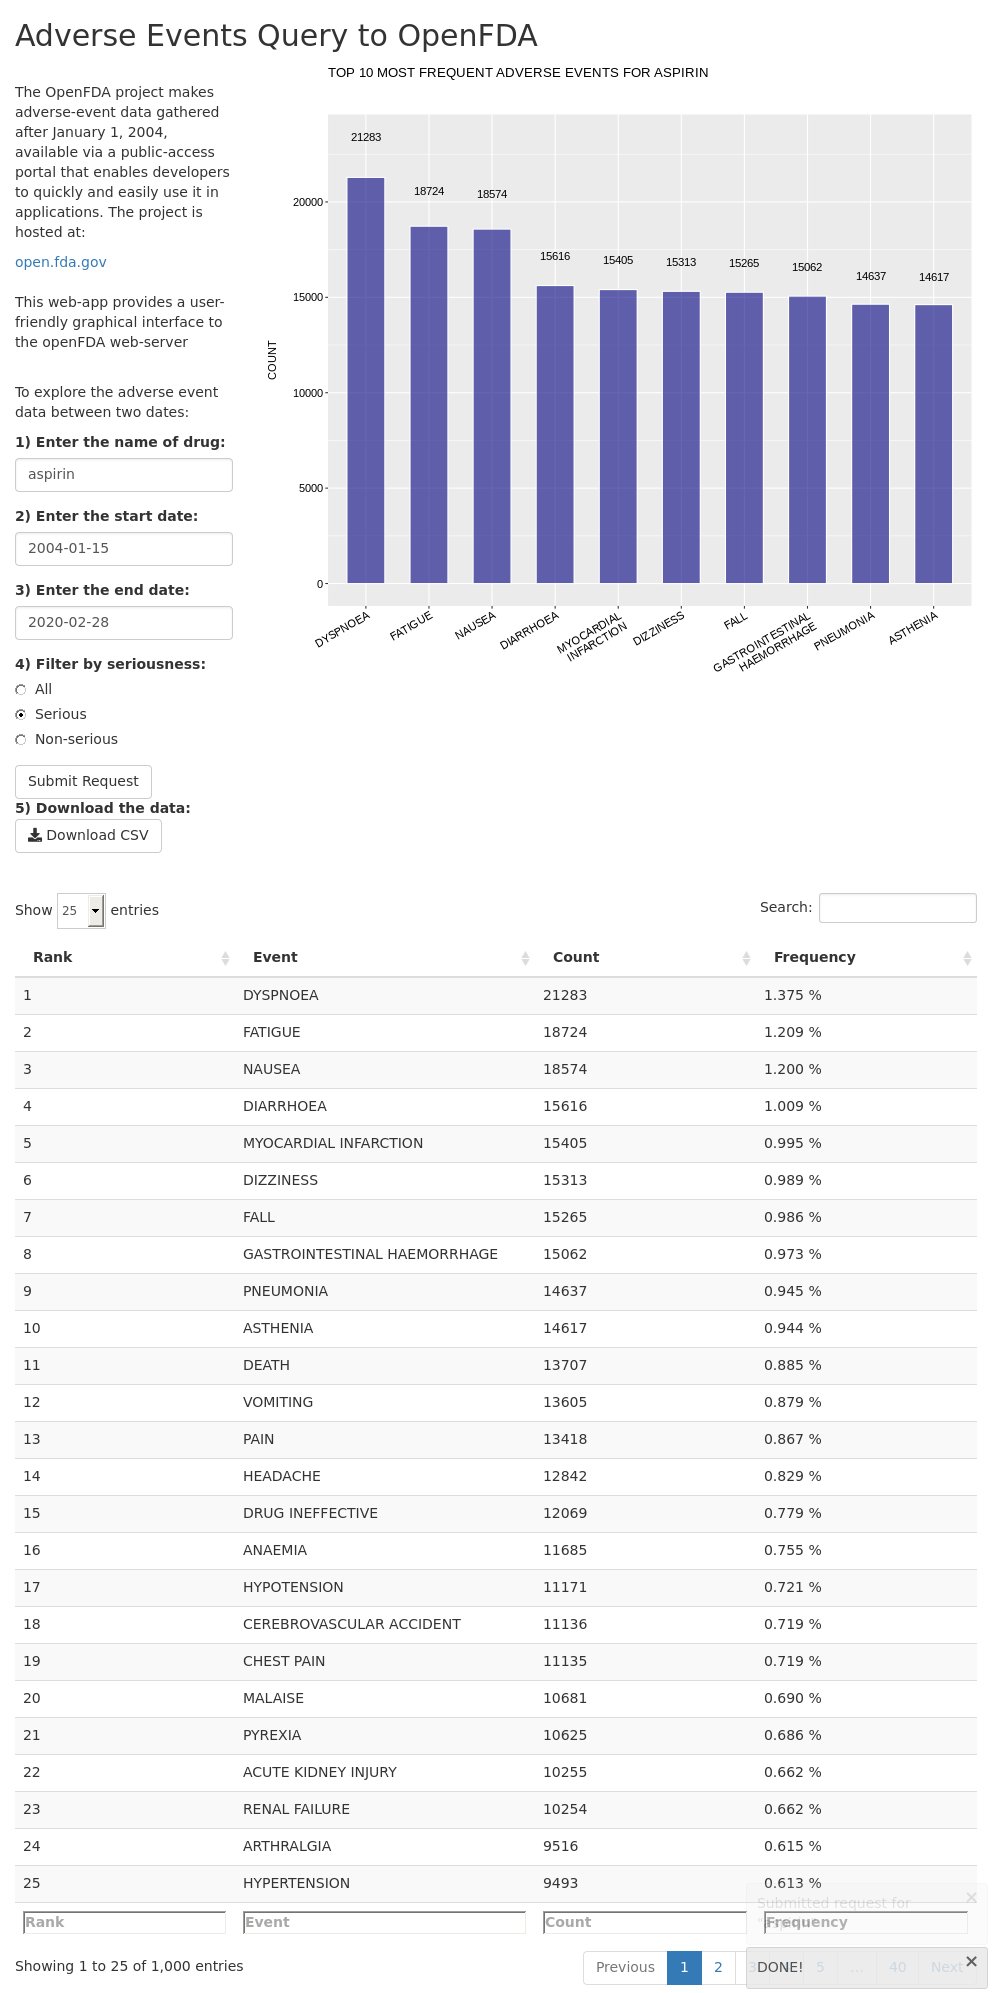 Adverse Events Query to OpenFDA
The OpenFDA project makes
adverse-event data gathered
after January 1, 2004,
available via a public-access
portal that enables developers
to quickly and easily use it in
applications. The project is
hosted at:
open.fda.gov
This web-app provides a user-
friendly graphical interface to
the openFDA web-server
To explore the adverse event
data between two dates:
1) Enter the name of drug:
aspirin
2) Enter the start date:
2004-01-15
3) Enter the end date:
2020-02-28
4) Filter by seriousness:
All
Serious
Non-serious
Submit Request
5) Download the data:
Download CSV
TOP 10 MOST FREQUENT ADVERSE EVENTS FOR ASPIRIN
21283
18724
18574
15616
15405
15313
15265
15062
14637
14617
20000
15000
10000
5000
0
COUNT
DYSPNOEA
FATIGUE
NAUSEA
DIARRHOEA
MYOCARDIAL
INFARCTION
DIZZINESS
FALL
GASTROINTESTINAL
HAEMORRHAGE
PNEUMONIA
ASTHENIA
Show 25 entries
Search:
Rank Event Count Frequency
1 DYSPNOEA 21283 1.375 %
2 FATIGUE 18724 1.209 %
3 NAUSEA 18574 1.200 %
4 DIARRHOEA 15616 1.009 %
5 MYOCARDIAL INFARCTION 15405 0.995 %
6 DIZZINESS 15313 0.989 %
7 FALL 15265 0.986 %
8 GASTROINTESTINAL HAEMORRHAGE 15062 0.973 %
9 PNEUMONIA 14637 0.945 %
10 ASTHENIA 14617 0.944 %
11 DEATH 13707 0.885 %
12 VOMITING 13605 0.879 %
13 PAIN 13418 0.867 %
14 HEADACHE 12842 0.829 %
15 DRUG INEFFECTIVE 12069 0.779 %
16 ANAEMIA 11685 0.755 %
17 HYPOTENSION 11171 0.721 %
18 CEREBROVASCULAR ACCIDENT 11136 0.719 %
19 CHEST PAIN 11135 0.719 %
20 MALAISE 10681 0.690 %
21 PYREXIA 10625 0.686 %
22 ACUTE KIDNEY INJURY 10255 0.662 %
23 RENAL FAILURE 10254 0.662 %
24 ARTHRALGIA 9516 0.615 %
25 HYPERTENSION 9493 0.613 %
Submitted request for
×
Rank Event Count Frequency
Showing 1 to 25 of 1,000 entries
Previous 1 2 3 5 … 40 Next
DONE!
×